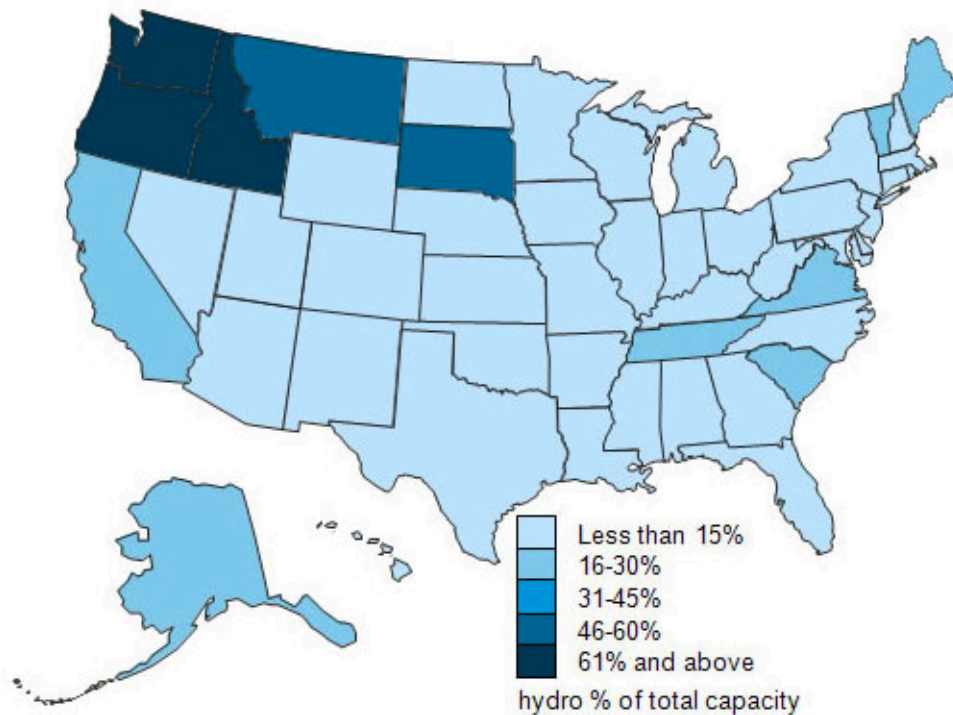 Less than 15%
16-30%
31-45%
46-60%
61% and above
hydro % of total capacity